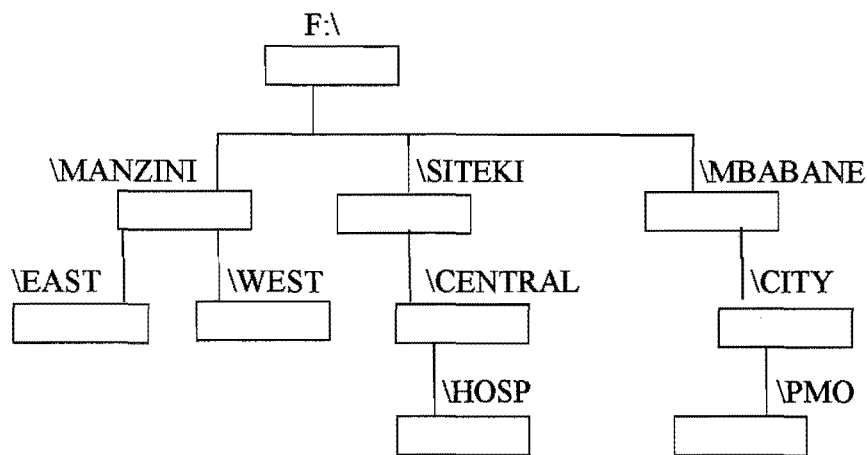 F:\
\MANZINI \SITEKI \MBABANE
\EAST \WEST \CENTRAL \CITY
\HOSP \PMO